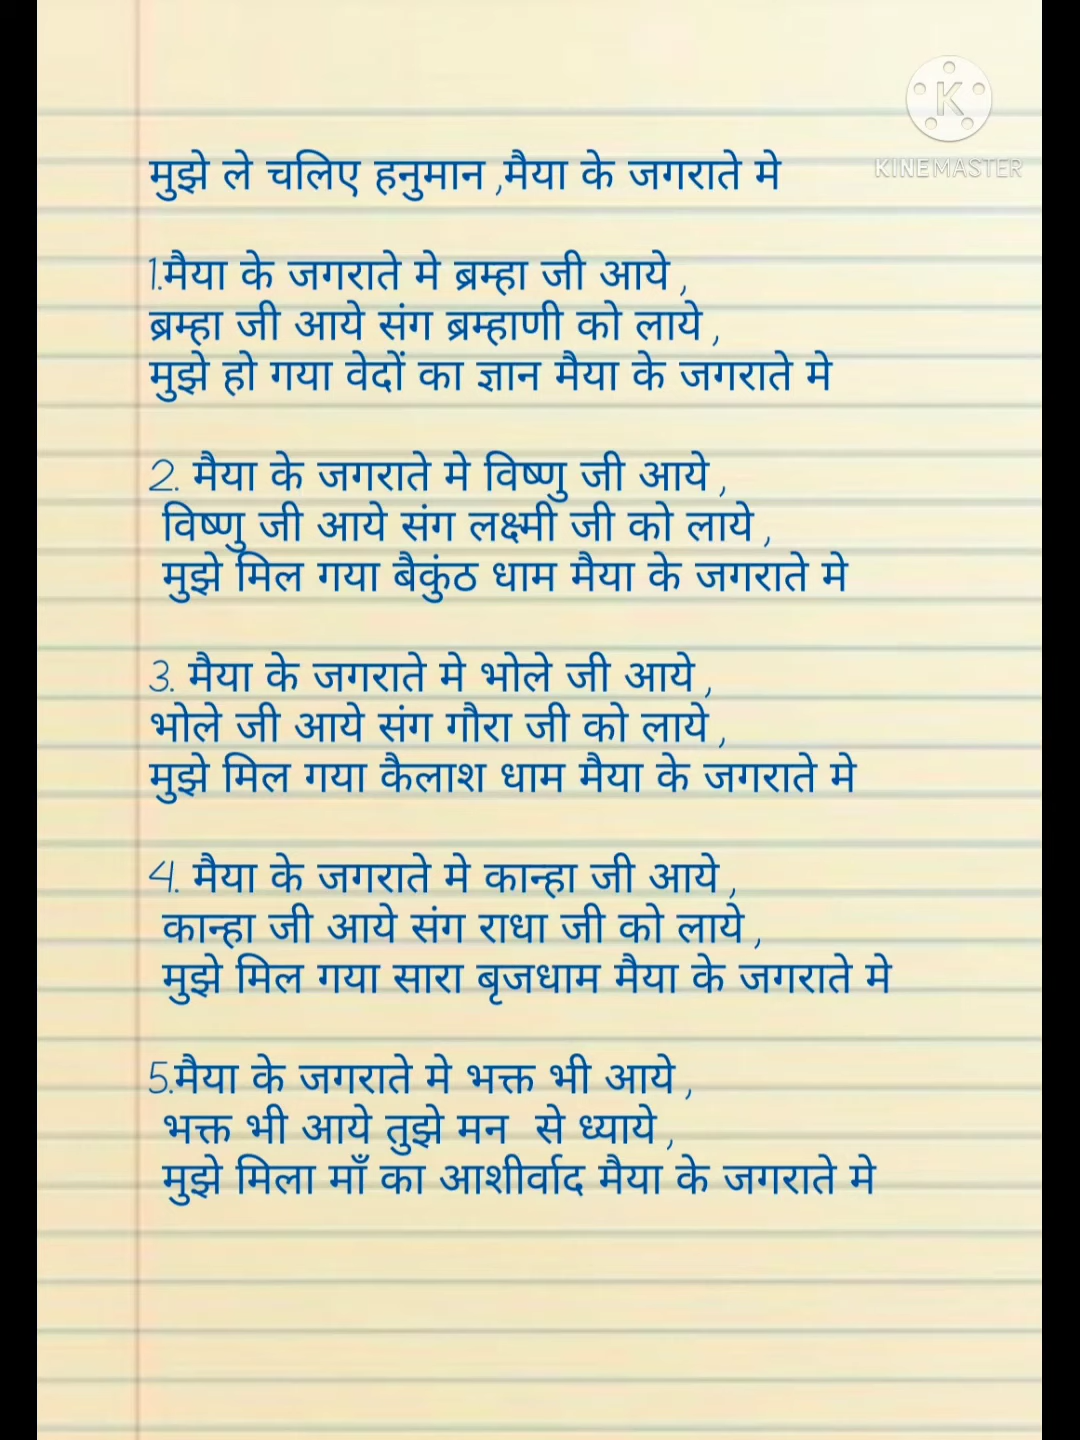 KINEMASTER
मुझे ले चलिए हनुमान ,मैया के जगराते मे
1.मैया के जगराते मे ब्रम्हा जी आये ,
ब्रम्हा जी आये संग ब्रम्हाणी को लाये ,
मुझे हो गया वेदों का ज्ञान मैया के जगराते मे
2. मैया के जगराते मे विष्णु जी आये ,
विष्णु जी आये संग लक्ष्मी जी को लाये ,
मुझे मिल गया बैकुंठ धाम मैया के जगराते मे
3. मैया के जगराते मे भोले जी आये ,
भोले जी आये संग गौरा जी को लाये ,
मुझे मिल गया कैलाश धाम मैया के जगराते मे
4. मैया के जगराते मे कान्हा जी आये ,
कान्हा जी आये संग राधा जी को लाये ,
मुझे मिल गया सारा बृजधाम मैया के जगराते मे
5.मैया के जगराते मे भक्त भी आये ,
भक्त भी आये तुझे मन से ध्याये ,
मुझे मिला माँ का आशीर्वाद मैया के जगराते मे